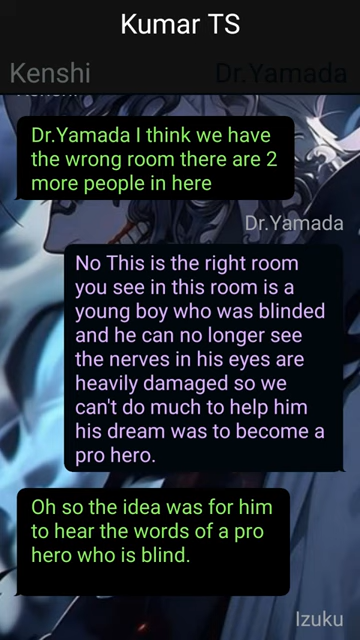 Kumar TS
Kenshi
Dr.Yamada
Dr.Yamada I think we have
the wrong room there are 2
more people in here
Dr.Yamada
No This is the right room
you see in this room is a
young boy who was blinded
and he can no longer see
the nerves in his eyes are
heavily damaged so we
can't do much to help him
his dream was to become a
pro hero.
Oh so the idea was for him
to hear the words of a pro
hero who is blind.
Izuku